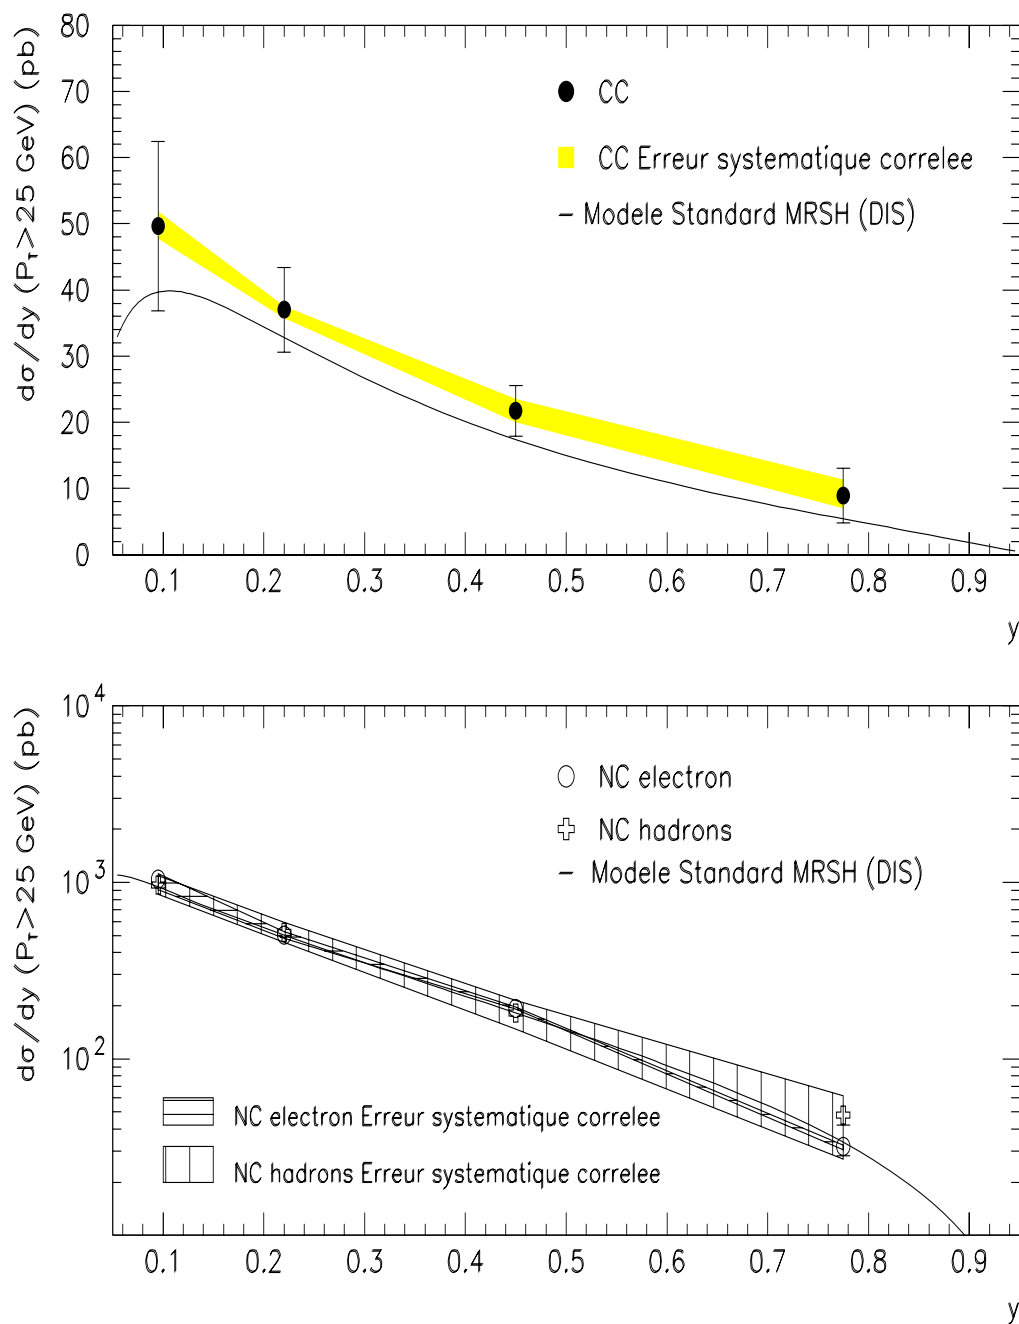 dσ/dy (P_T>25 GeV) (pb)
80
70
60
50
40
30
20
10
0
CC
CC Erreur systematique correlee
– Modele Standard MRSH (DIS)
0.1 0.2 0.3 0.4 0.5 0.6 0.7 0.8 0.9
y
dσ/dy (P_T>25 GeV) (pb)
10^4
10^3
10^2
NC electron
NC hadrons
– Modele Standard MRSH (DIS)
NC electron Erreur systematique correlee
NC hadrons Erreur systematique correlee
0.1 0.2 0.3 0.4 0.5 0.6 0.7 0.8 0.9
y